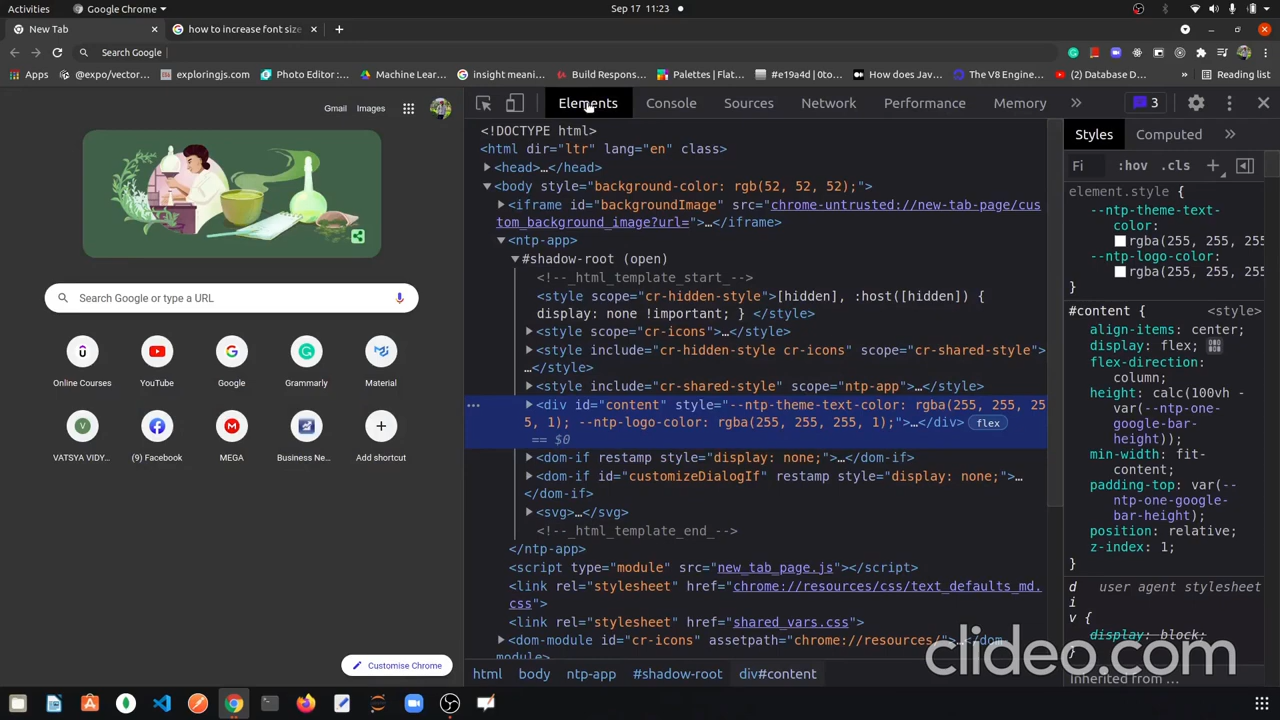 Activities
Google Chrome
Sep 17 11:23
New Tab
how to increase font size
Search Google
Apps
@expo/vector...
exploringjs.com
Photo Editor :...
Machine Lear...
insight meani...
Build Respons...
Palettes | Flat...
#e19a4d | 0to...
How does Jav...
The V8 Engine...
(2) Database D...
»
Reading list
Gmail
Images
Elements
Console
Sources
Network
Performance
Memory
»
3
<!DOCTYPE html>
<html dir="ltr" lang="en" class>
<head>…</head>
<body style="background-color: rgb(52, 52, 52);">
<iframe id="backgroundImage" src="chrome-untrusted://new-tab-page/cus
tom_background_image?url=">…</iframe>
<ntp-app>
#shadow-root (open)
<!--_html_template_start_-->
<style scope="cr-hidden-style">[hidden], :host([hidden]) {
display: none !important; } </style>
<style scope="cr-icons">…</style>
<style include="cr-hidden-style cr-icons" scope="cr-shared-style">
…</style>
<style include="cr-shared-style" scope="ntp-app">…</style>
<div id="content" style="--ntp-theme-text-color: rgba(255, 255, 25
5, 1); --ntp-logo-color: rgba(255, 255, 255, 1);">…</div> flex
== $0
<dom-if restamp style="display: none;">…</dom-if>
<dom-if id="customizeDialogIf" restamp style="display: none;">…
</dom-if>
<svg>…</svg>
<!--_html_template_end_-->
</ntp-app>
<script type="module" src="new_tab_page.js"></script>
<link rel="stylesheet" href="chrome://resources/css/text_defaults_md.
css">
<link rel="stylesheet" href="shared_vars.css">
<dom-module id="cr-icons" assetpath="chrome://resources/">…</dom-
module>
html
body
ntp-app
#shadow-root
div#content
Styles
Computed
»
Fi
:hov
.cls
element.style {
--ntp-theme-text-
color:
rgba(255, 255, 255
--ntp-logo-color:
rgba(255, 255, 255
}
#content {
<style>
align-items: center;
display: flex;
flex-direction:
column;
height: calc(100vh -
var(--ntp-one-
google-bar-
height));
min-width: fit-
content;
padding-top: var(--
ntp-one-google-
bar-height);
position: relative;
z-index: 1;
}
d
user agent stylesheet
i
v {
display: block;
}
Inherited from …
Search Google or type a URL
Online Courses
YouTube
Google
Grammarly
Material
VATSYA VIDY...
(9) Facebook
MEGA
Business Ne...
Add shortcut
Customise Chrome
clideo.com